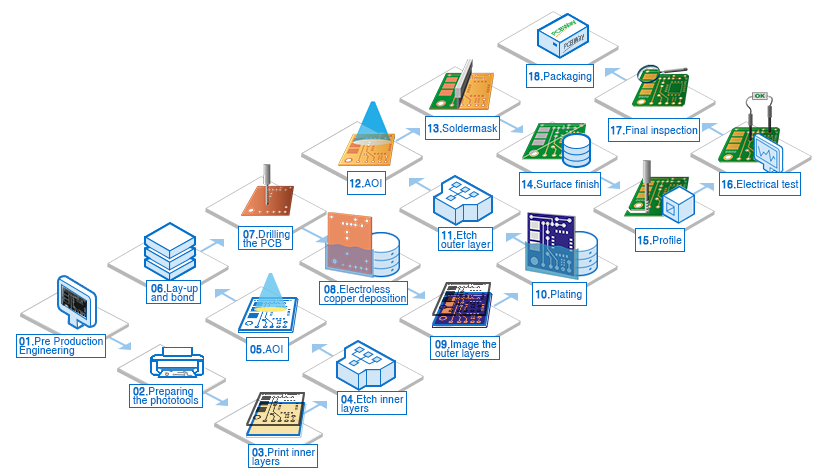 01.Pre Production
Engineering
02.Preparing
the phototools
03.Print inner
layers
04.Etch inner
layers
05.AOI
06.Lay-up
and bond
07.Drilling
the PCB
08.Electroless
copper deposition
09.Image the
outer layers
10.Plating
11.Etch
outer layer
12.AOI
13.Soldermask
14.Surface finish
15.Profile
16.Electrical test
OK
17.Final inspection
18.Packaging
PCBWay
PCBWAY